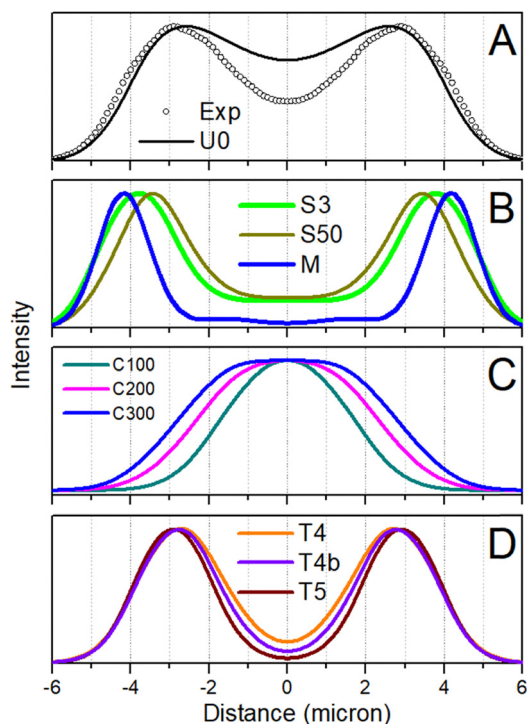 A
Exp
U0
B
S3
S50
M
Intensity
C
C100
C200
C300
D
T4
T4b
T5
-6 -4 -2 0 2 4 6
Distance (micron)